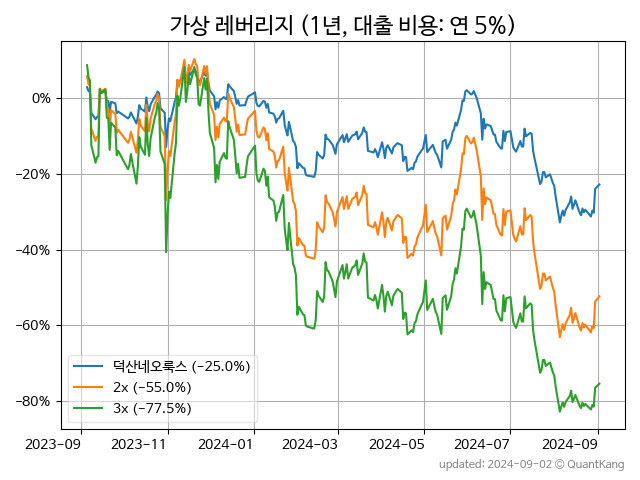 가상 레버리지 (1년, 대출 비용: 연 5%)
0%
−20%
−40%
−60%
−80%
덕산네오룩스 (−25.0%)
2x (−55.0%)
3x (−77.5%)
2023-09 2023-11 2024-01 2024-03 2024-05 2024-07 2024-09
updated: 2024-09-02 © QuantKang